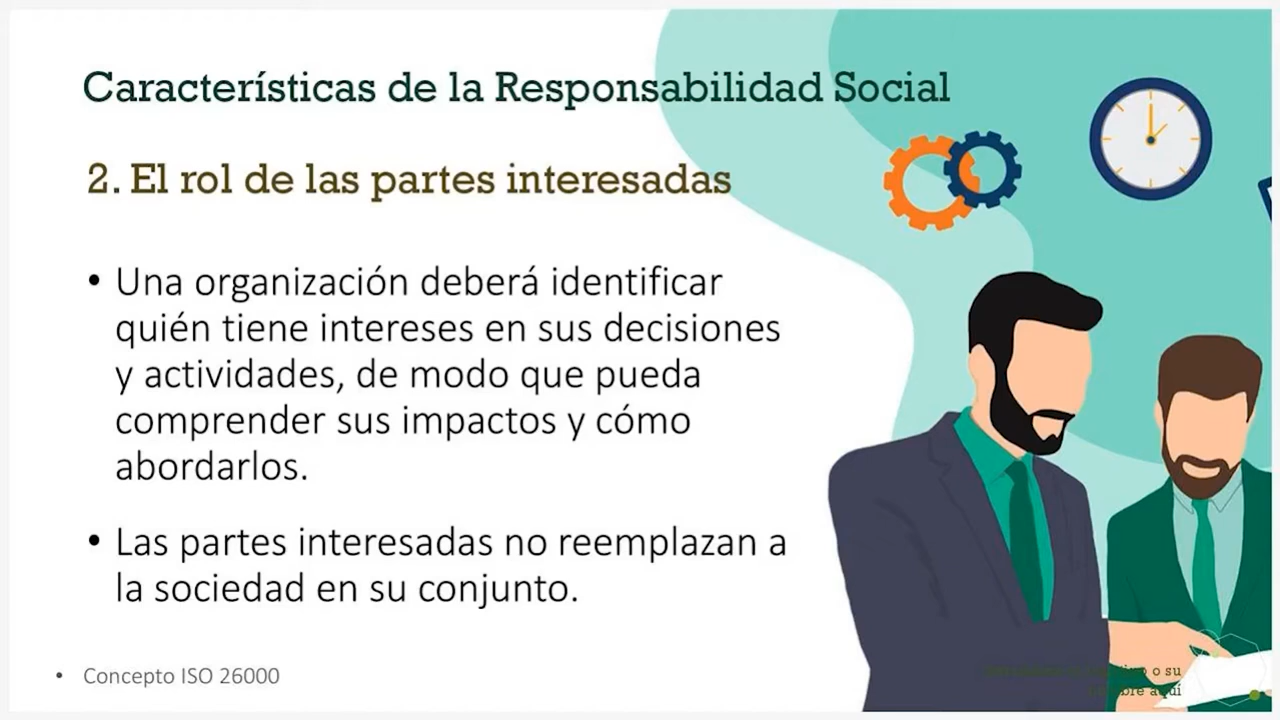 Características de la Responsabilidad Social
2. El rol de las partes interesadas
• Una organización deberá identificar
quién tiene intereses en sus decisiones
y actividades, de modo que pueda
comprender sus impactos y cómo
abordarlos.
• Las partes interesadas no reemplazan a
la sociedad en su conjunto.
• Concepto ISO 26000
o su
aquí